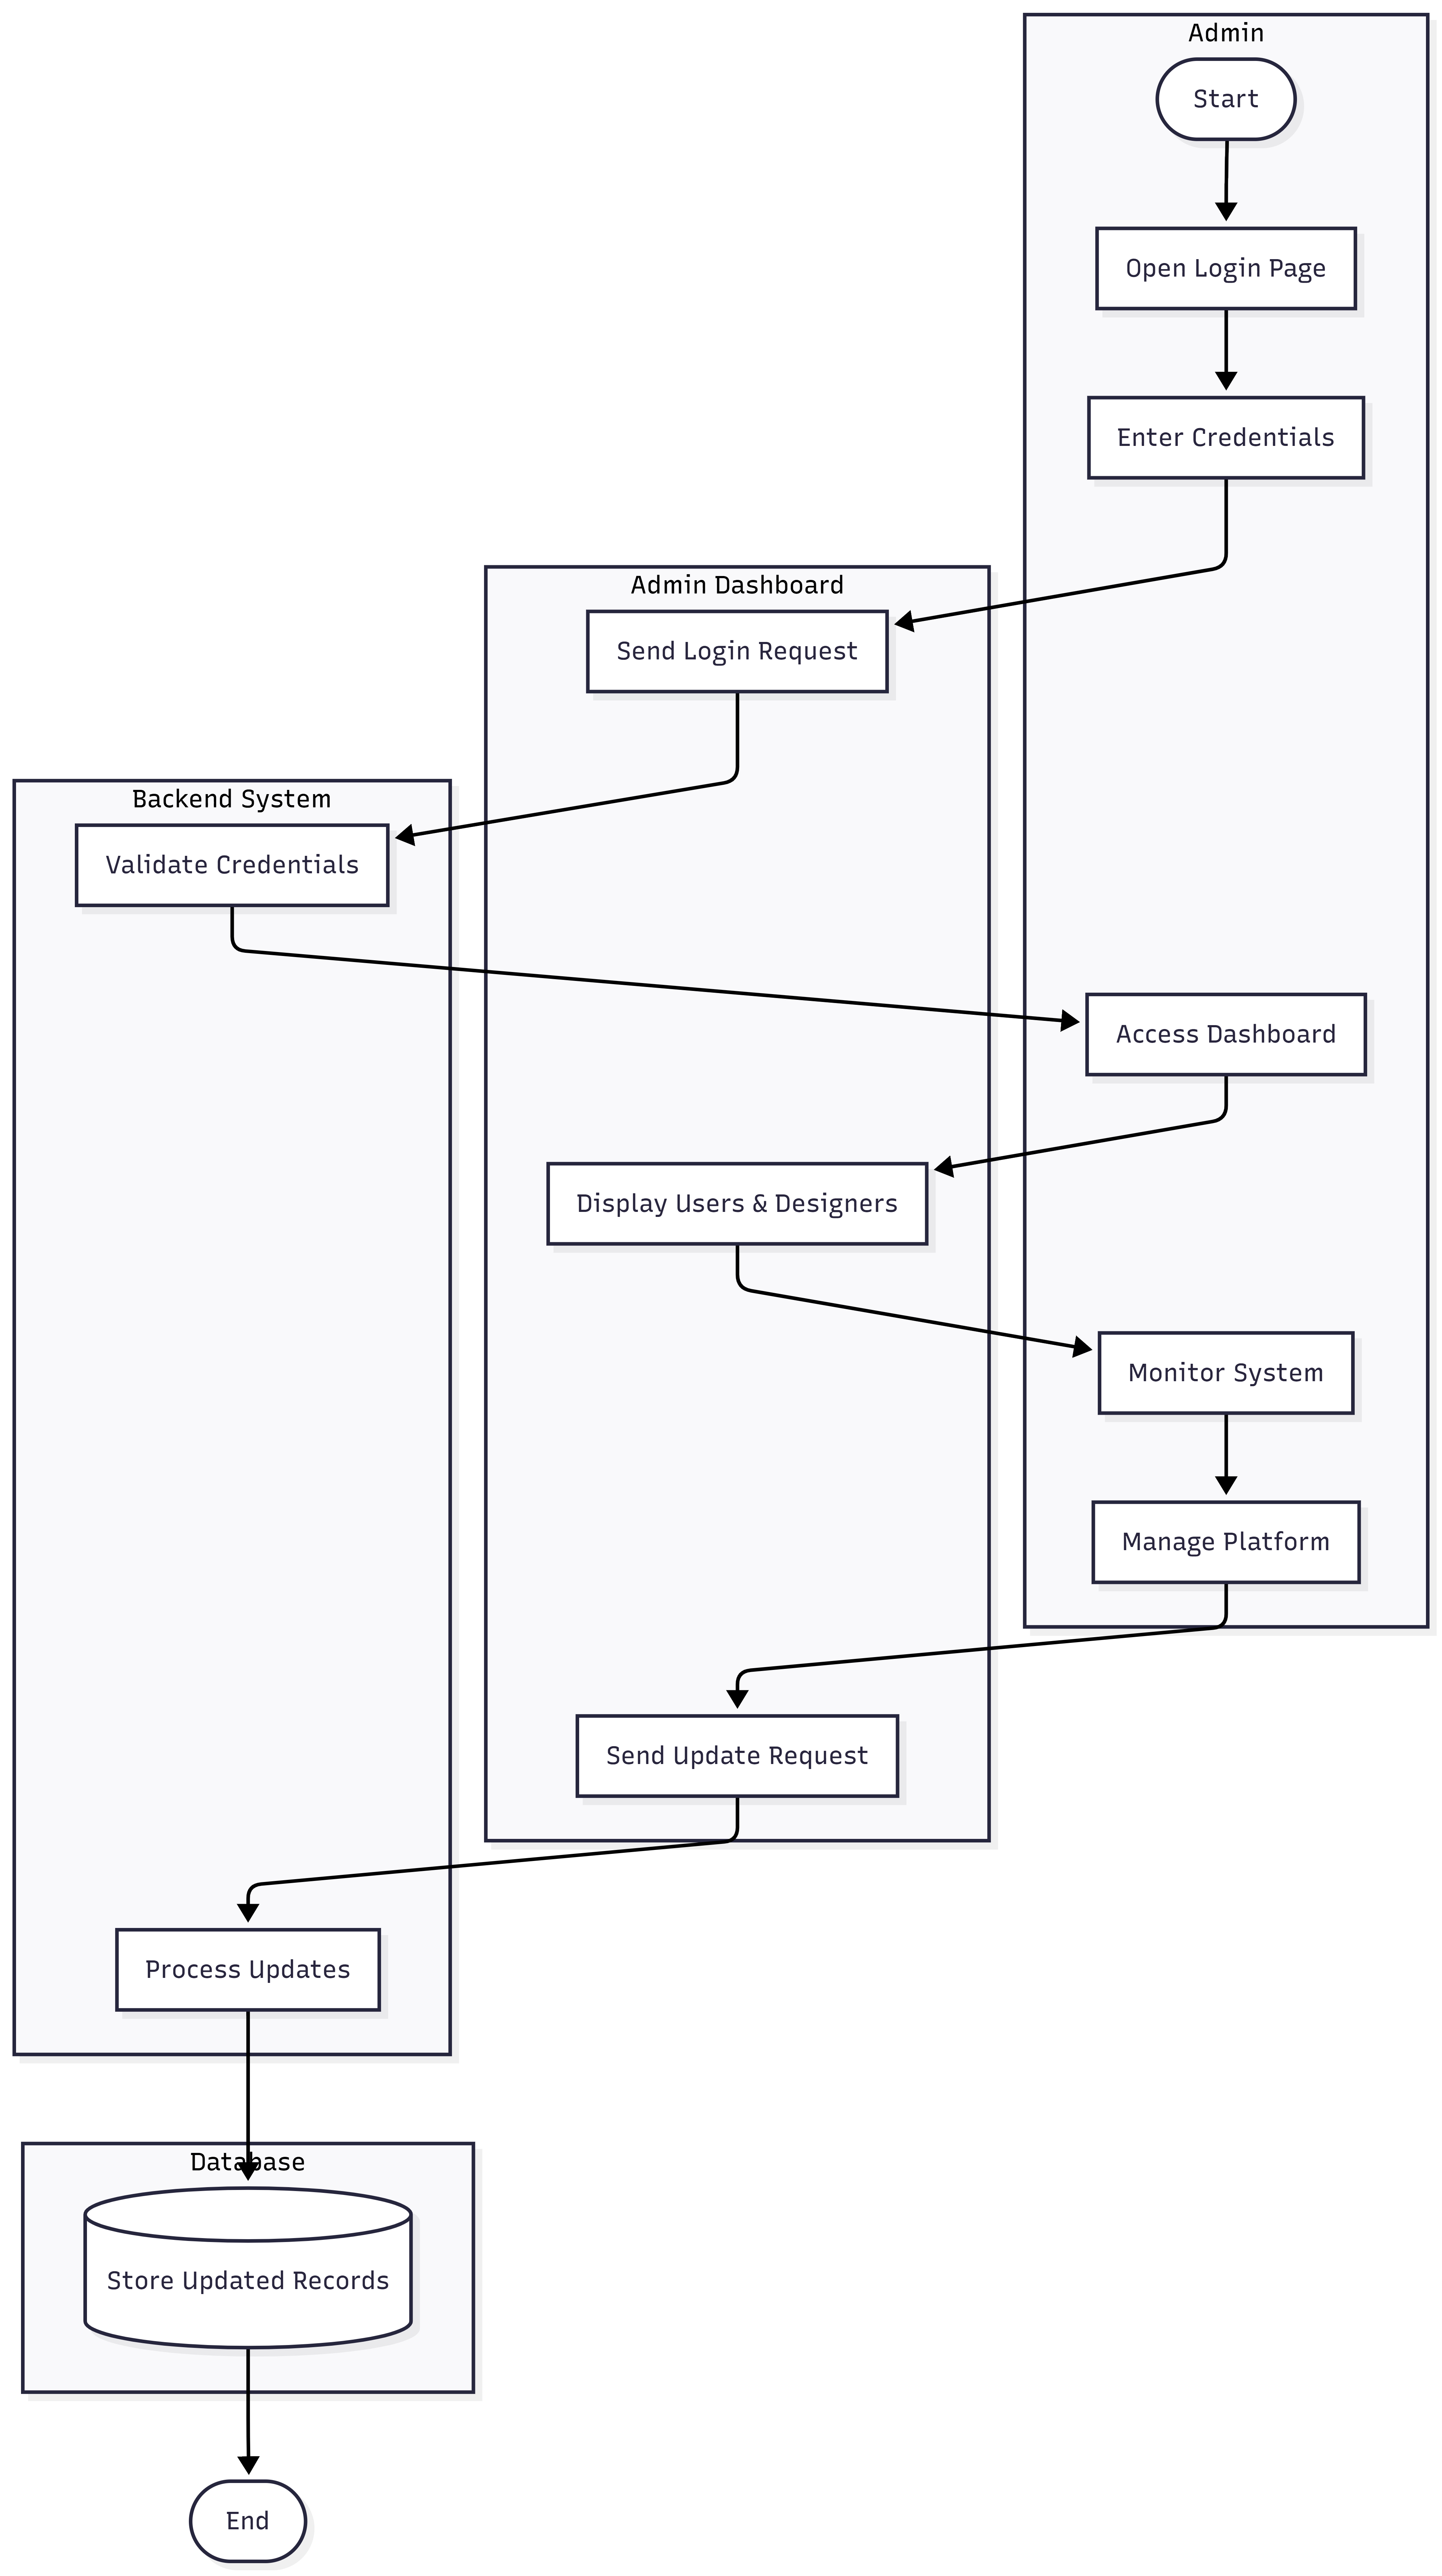 Admin
Start
Open Login Page
Enter Credentials
Admin Dashboard
Send Login Request
Backend System
Validate Credentials
Access Dashboard
Display Users & Designers
Monitor System
Manage Platform
Send Update Request
Process Updates
Database
Store Updated Records
End